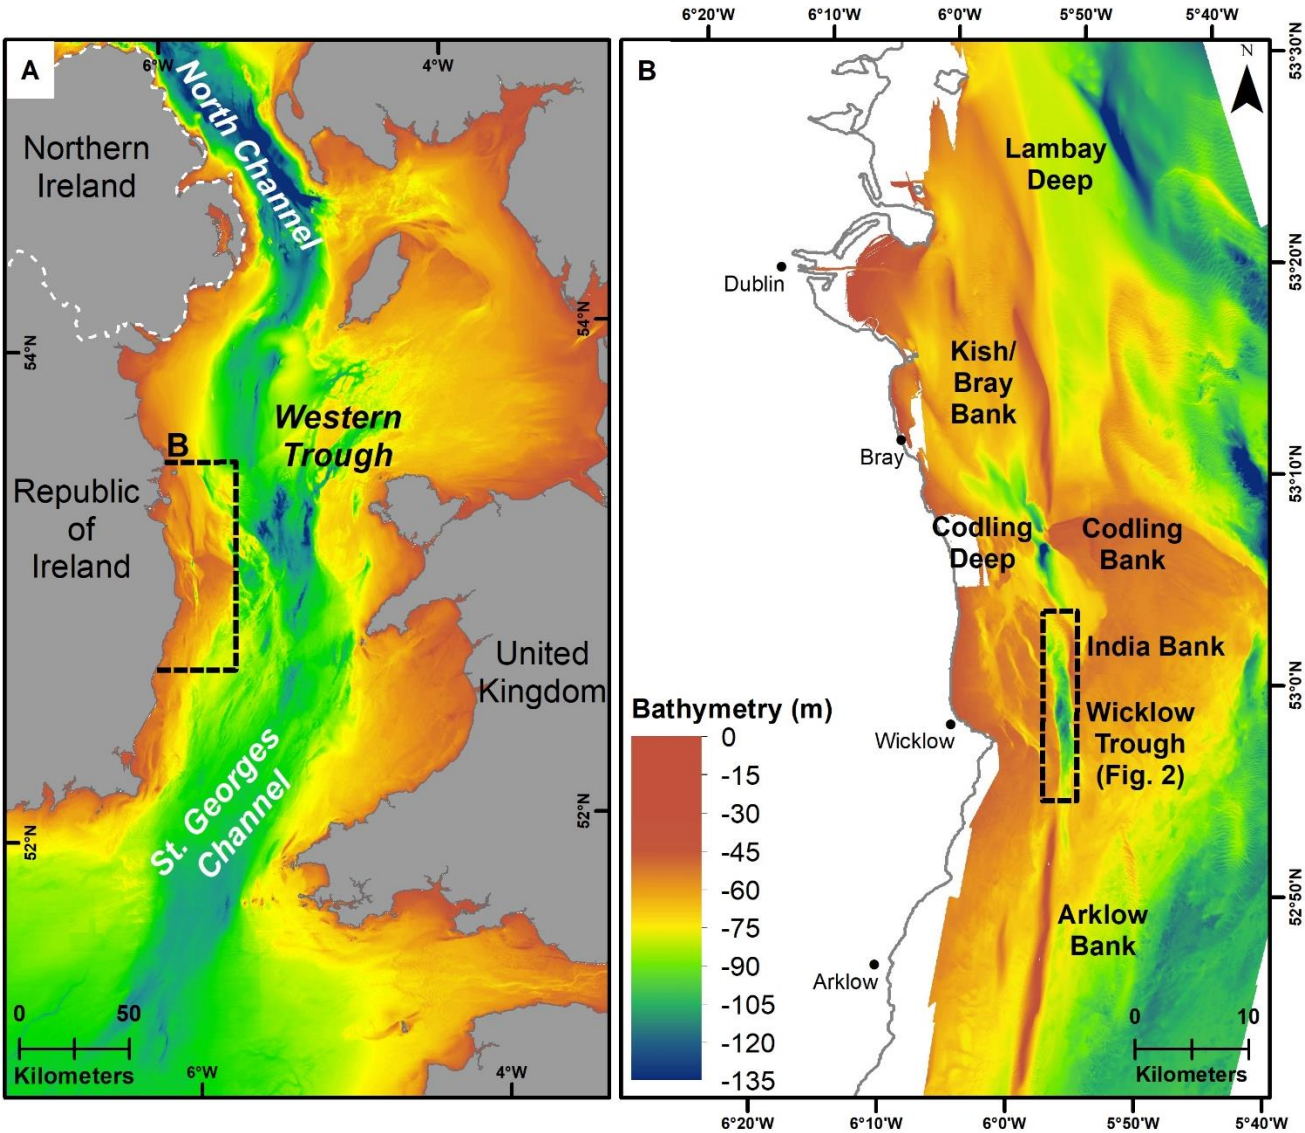 A
6°W
4°W
North Channel
Northern
Ireland
54°N
54°N
Western
Trough
B
Republic
of
Ireland
United
Kingdom
St. Georges
Channel
52°N
52°N
0 50
Kilometers
6°W
4°W
6°20'W 6°10'W 6°0'W 5°50'W 5°40'W
B
N
53°30'N
Lambay
Deep
53°20'N
Dublin
Kish/
Bray
Bank
Bray
53°10'N
Codling
Deep
Codling
Bank
India Bank
53°0'N
Wicklow
Trough
(Fig. 2)
Wicklow
Bathymetry (m)
0
-15
-30
-45
-60
-75
-90
-105
-120
-135
52°50'N
Arklow
Bank
Arklow
0 10
Kilometers
6°20'W 6°10'W 6°0'W 5°50'W 5°40'W